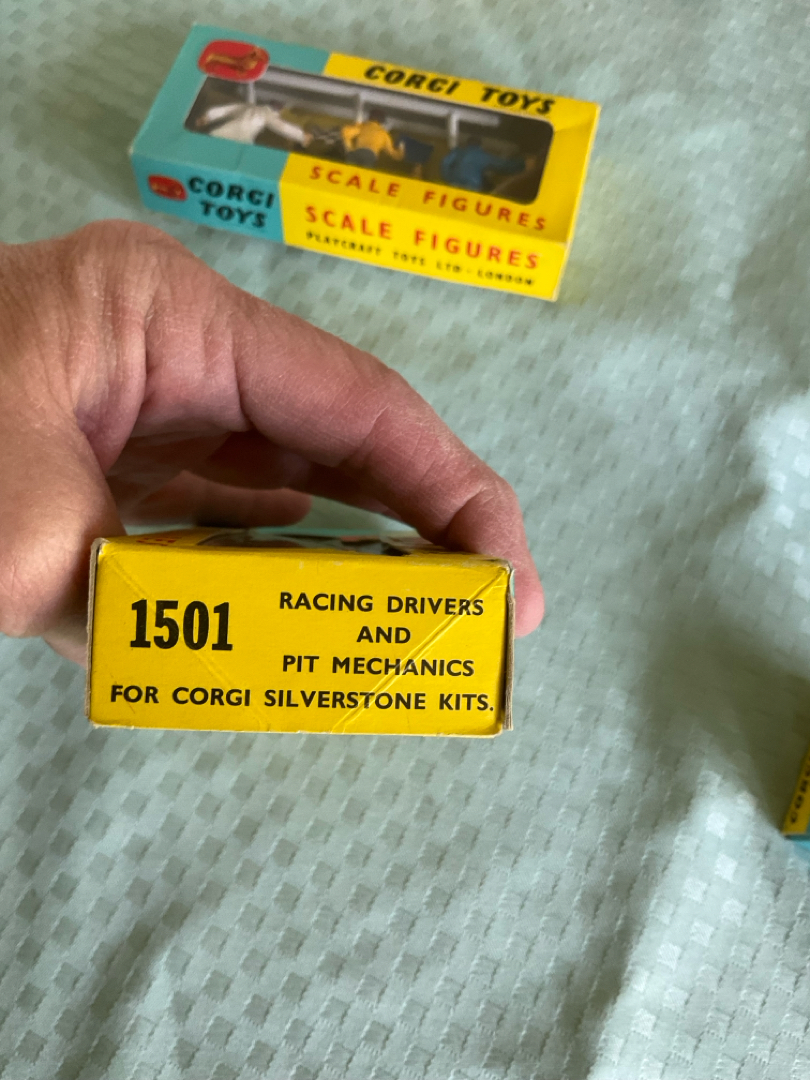 CORGI TOYS
SCALE FIGURES
CORGI
TOYS
SCALE FIGURES
PLAYCRAFT TOYS LTD - LONDON
1501
RACING DRIVERS
AND
PIT MECHANICS
FOR CORGI SILVERSTONE KITS.